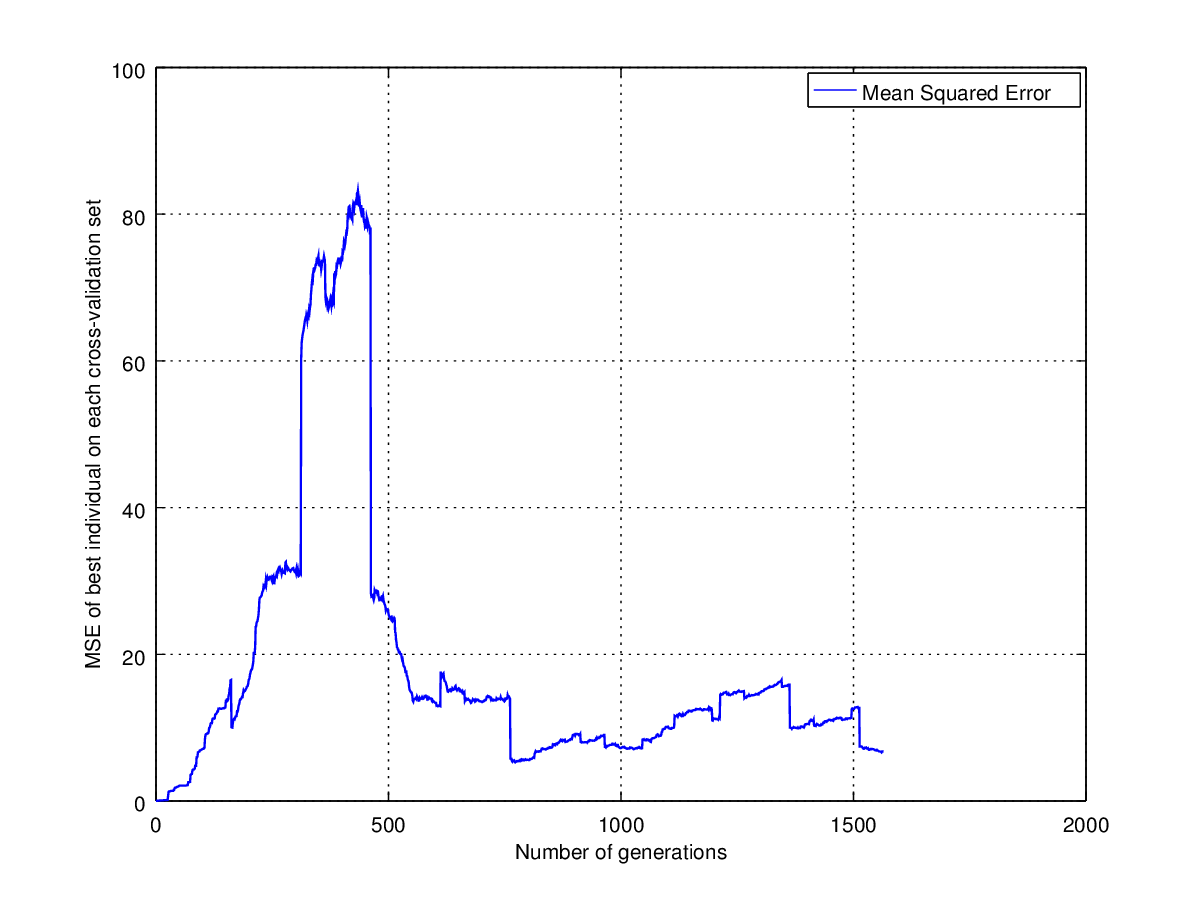 Mean Squared Error
100
80
60
40
20
0
MSE of best individual on each cross-validation set
0 500 1000 1500 2000
Number of generations